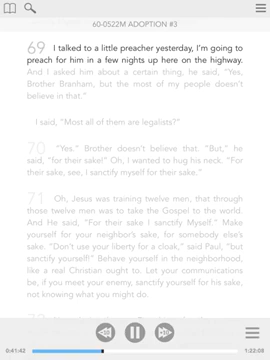 60-0522M ADOPTION #3
69 I talked to a little preacher yesterday, I'm going to
preach for him in a few nights up here on the highway.
And I asked him about a certain thing, he said, "Yes,
Brother Branham, but the most of my people doesn't
believe in that."
I said, "Most all of them are legalists?"
70 "Yes." Brother doesn't believe that. "But," he
said, "for their sake!" Oh, I wanted to hug his neck. "For
their sake, see, I sanctify myself for their sake."
71 Oh, Jesus was training twelve men, that through
those twelve men was to take the Gospel to the world.
And He said, "For their sake I sanctify Myself." Make
yourself for your neighbor's sake, for somebody else's
sake. "Don't use your liberty for a cloak," said Paul, "but
sanctify yourself!" Behave yourself in the neighborhood,
like a real Christian ought to. Let your communications
be, if you meet your enemy, sanctify yourself for his sake,
not knowing what you might do.
0:41:42
1:22:08